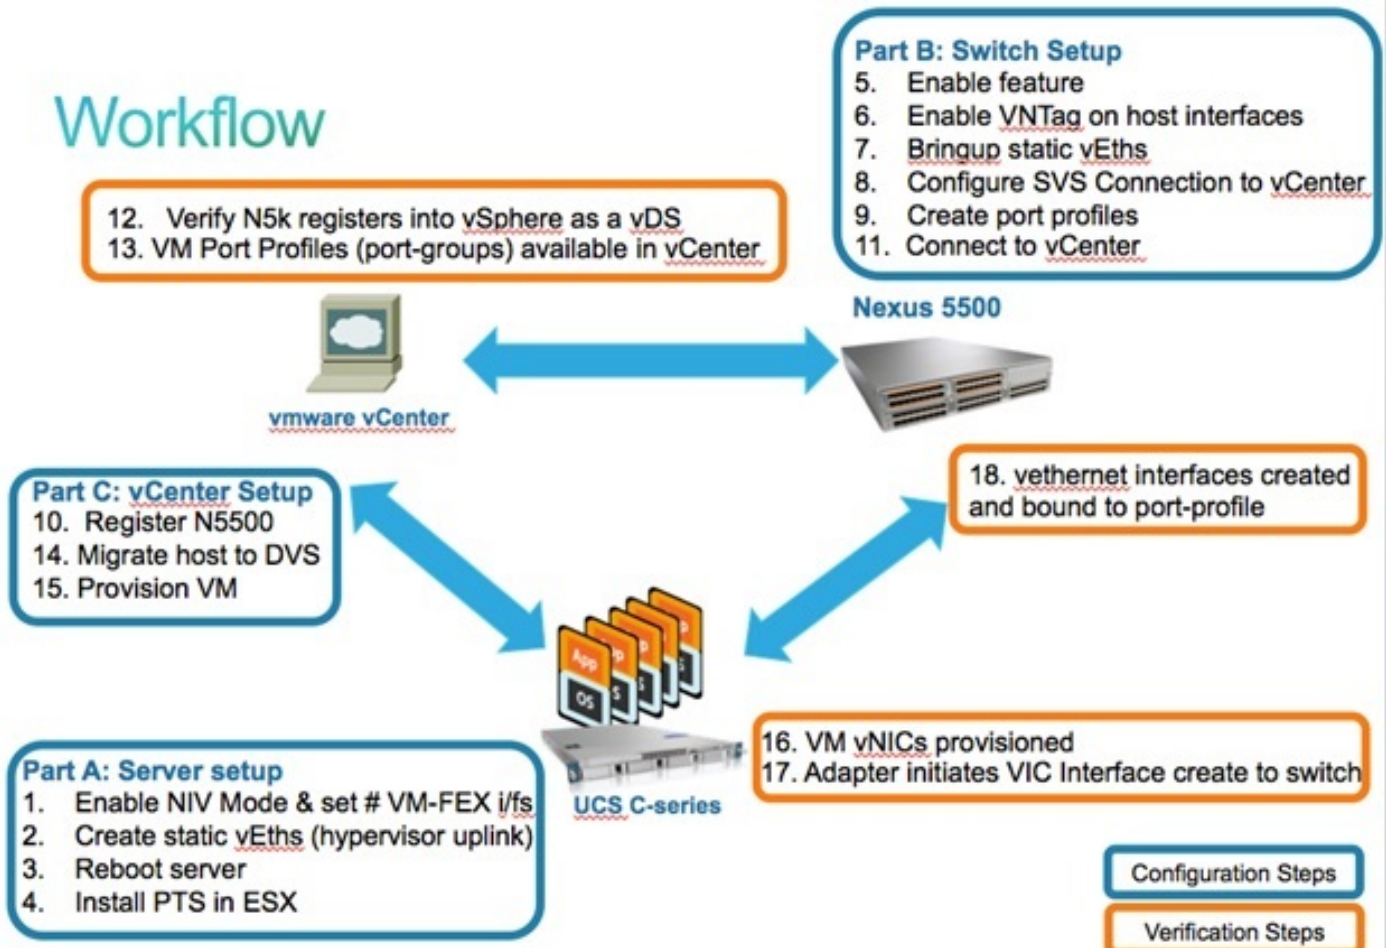 Workflow
Part B: Switch Setup
5. Enable feature
6. Enable VNTag on host interfaces
7. Bringup static vEths
8. Configure SVS Connection to vCenter
9. Create port profiles
11. Connect to vCenter
12. Verify N5k registers into vSphere as a vDS
13. VM Port Profiles (port-groups) available in vCenter
Nexus 5500
vmware vCenter
Part C: vCenter Setup
10. Register N5500
14. Migrate host to DVS
15. Provision VM
18. vethernet interfaces created
and bound to port-profile
App
OS
16. VM vNICs provisioned
17. Adapter initiates VIC Interface create to switch
UCS C-series
Part A: Server setup
1. Enable NIV Mode & set # VM-FEX i/fs
2. Create static vEths (hypervisor uplink)
3. Reboot server
4. Install PTS in ESX
Configuration Steps
Verification Steps